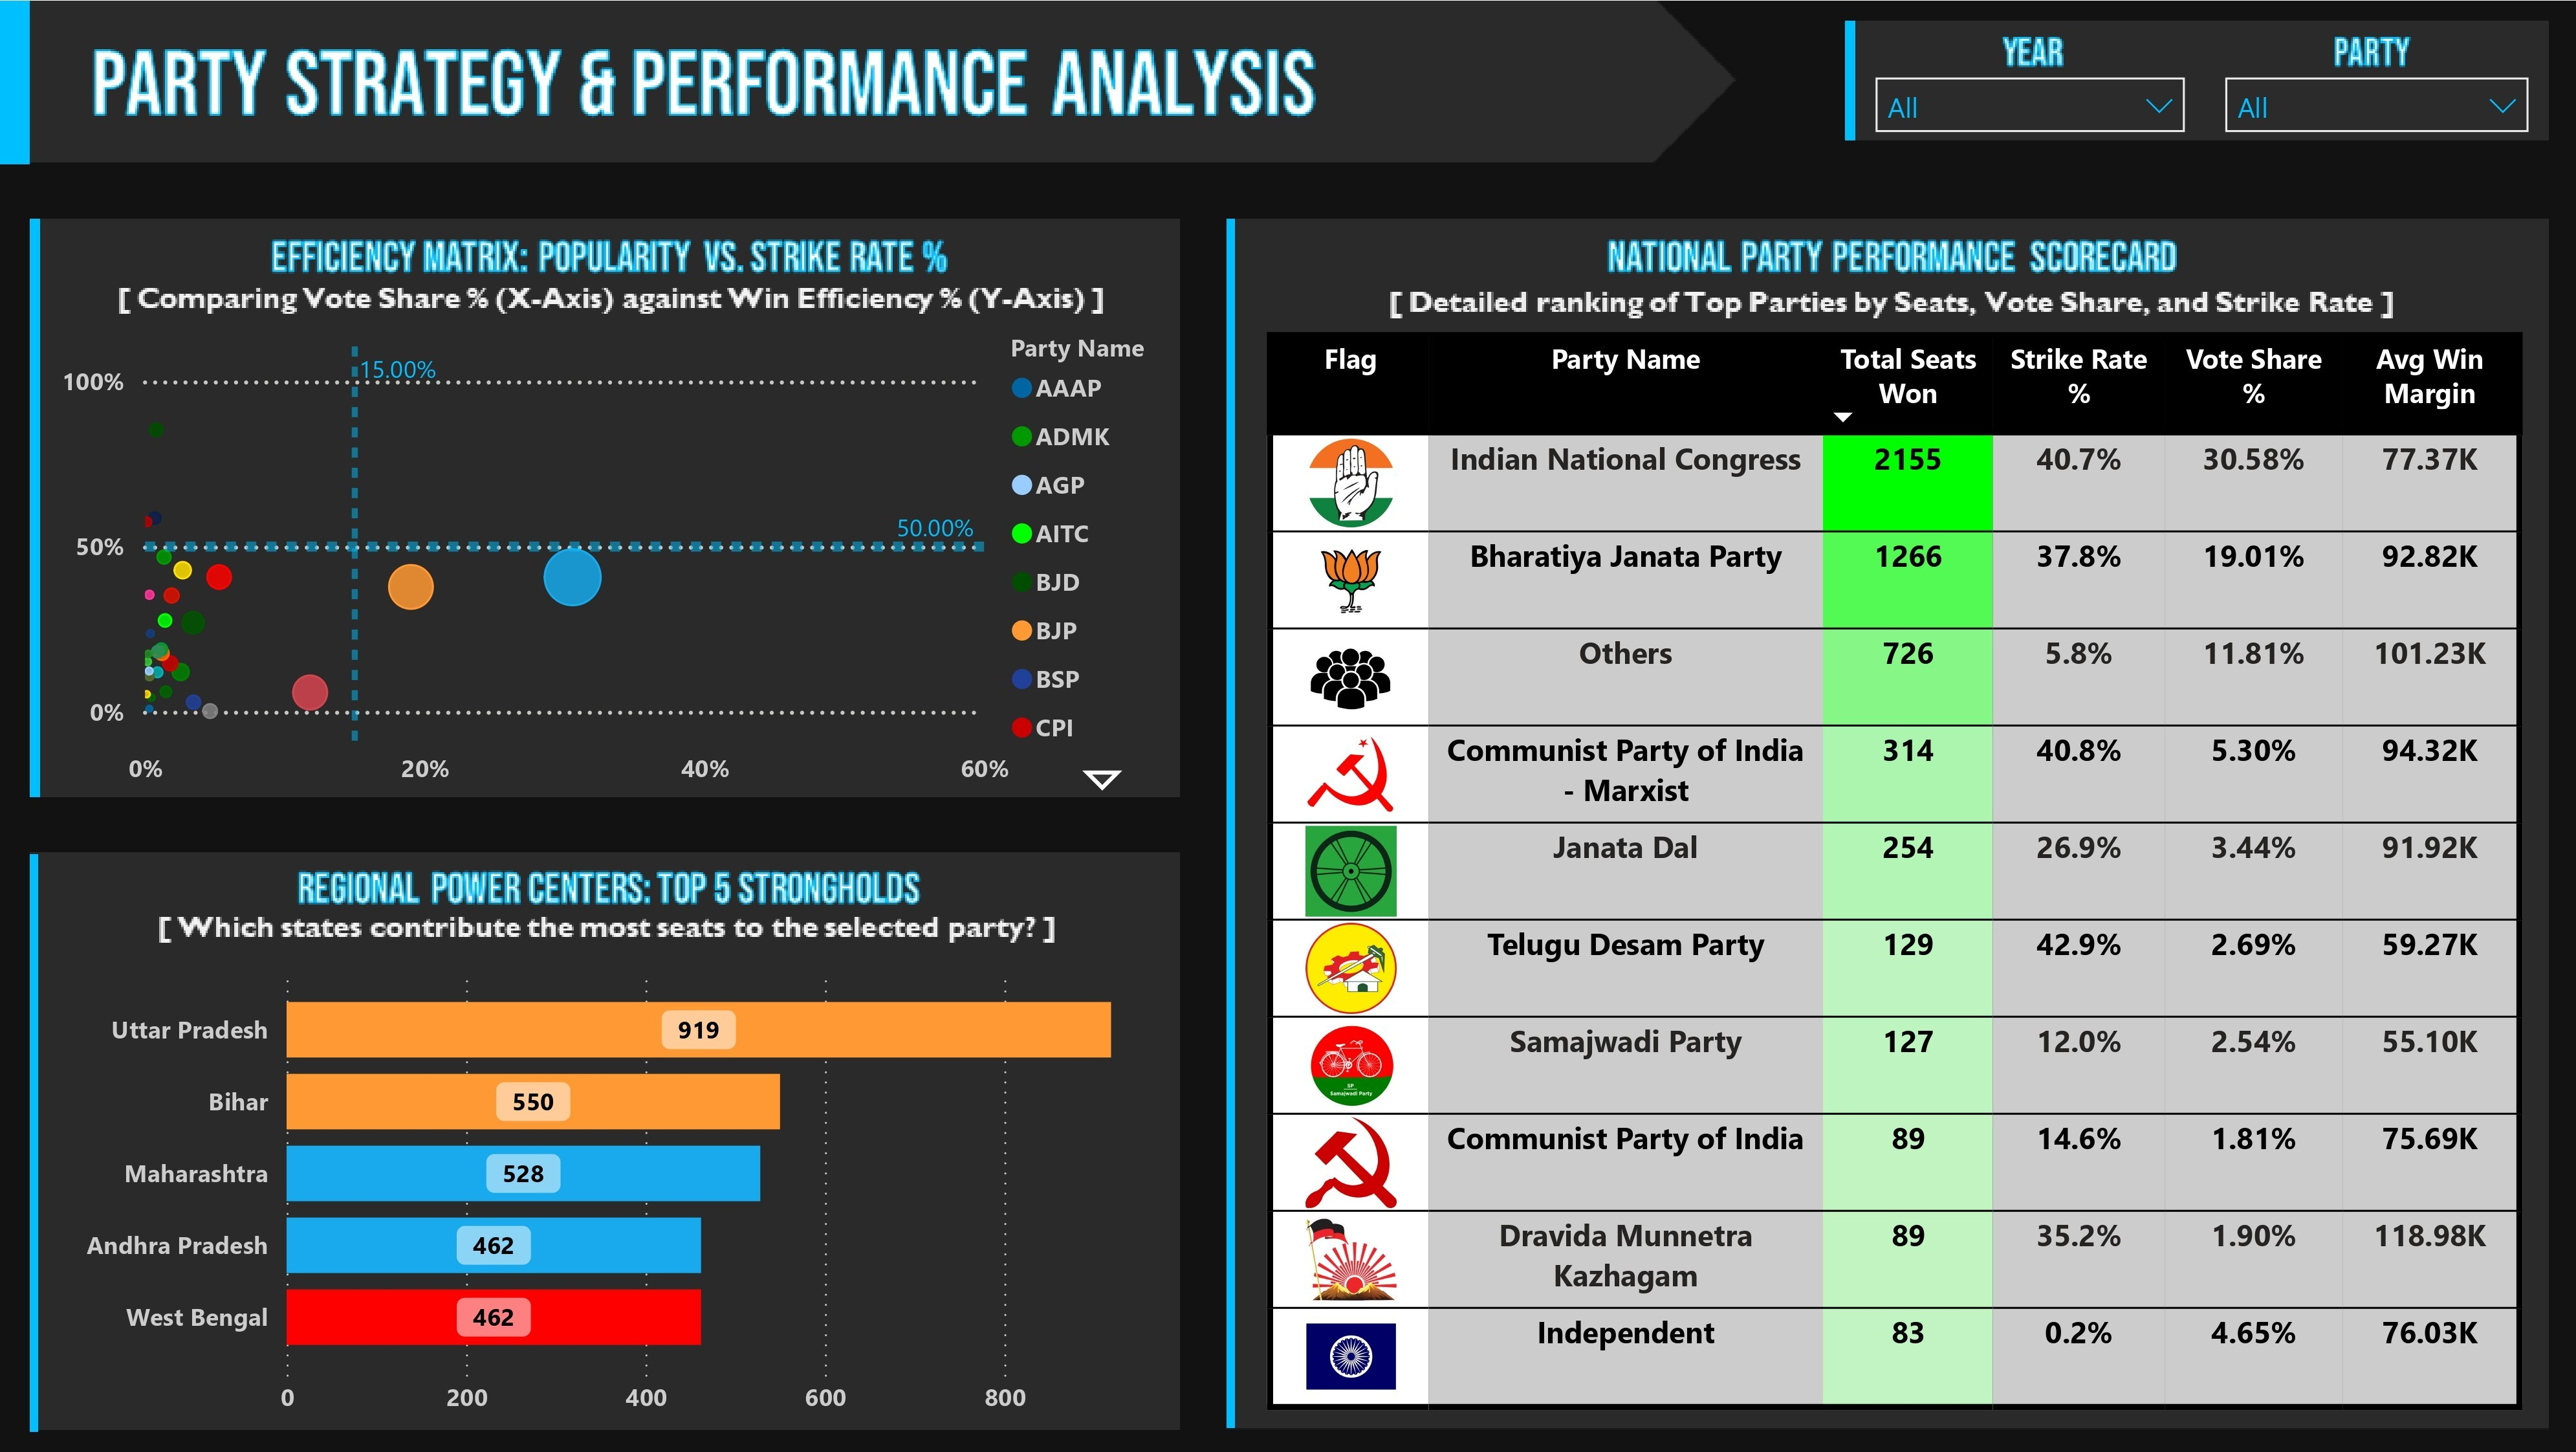 PARTY STRATEGY & PERFORMANCE ANALYSIS
YEAR
PARTY
All
All
EFFICIENCY MATRIX: POPULARITY VS. STRIKE RATE %
[ Comparing Vote Share % (X-Axis) against Win Efficiency % (Y-Axis) ]
Party Name
15.00%
100%
AAAP
ADMK
AGP
50.00%
AITC
50%
BJD
BJP
BSP
0%
CPI
0%
20%
40%
60%
REGIONAL POWER CENTERS: TOP 5 STRONGHOLDS
[ Which states contribute the most seats to the selected party? ]
Uttar Pradesh 919
Bihar 550
Maharashtra 528
Andhra Pradesh 462
West Bengal 462
0 200 400 600 800
NATIONAL PARTY PERFORMANCE SCORECARD
[ Detailed ranking of Top Parties by Seats, Vote Share, and Strike Rate ]
Flag Party Name Total Seats Strike Rate Vote Share Avg Win
Won % % Margin
Indian National Congress 2155 40.7% 30.58% 77.37K
Bharatiya Janata Party 1266 37.8% 19.01% 92.82K
Others 726 5.8% 11.81% 101.23K
Communist Party of India 314 40.8% 5.30% 94.32K
- Marxist
Janata Dal 254 26.9% 3.44% 91.92K
Telugu Desam Party 129 42.9% 2.69% 59.27K
Samajwadi Party 127 12.0% 2.54% 55.10K
SP
Samajwadi Party
Communist Party of India 89 14.6% 1.81% 75.69K
Dravida Munnetra 89 35.2% 1.90% 118.98K
Kazhagam
Independent 83 0.2% 4.65% 76.03K